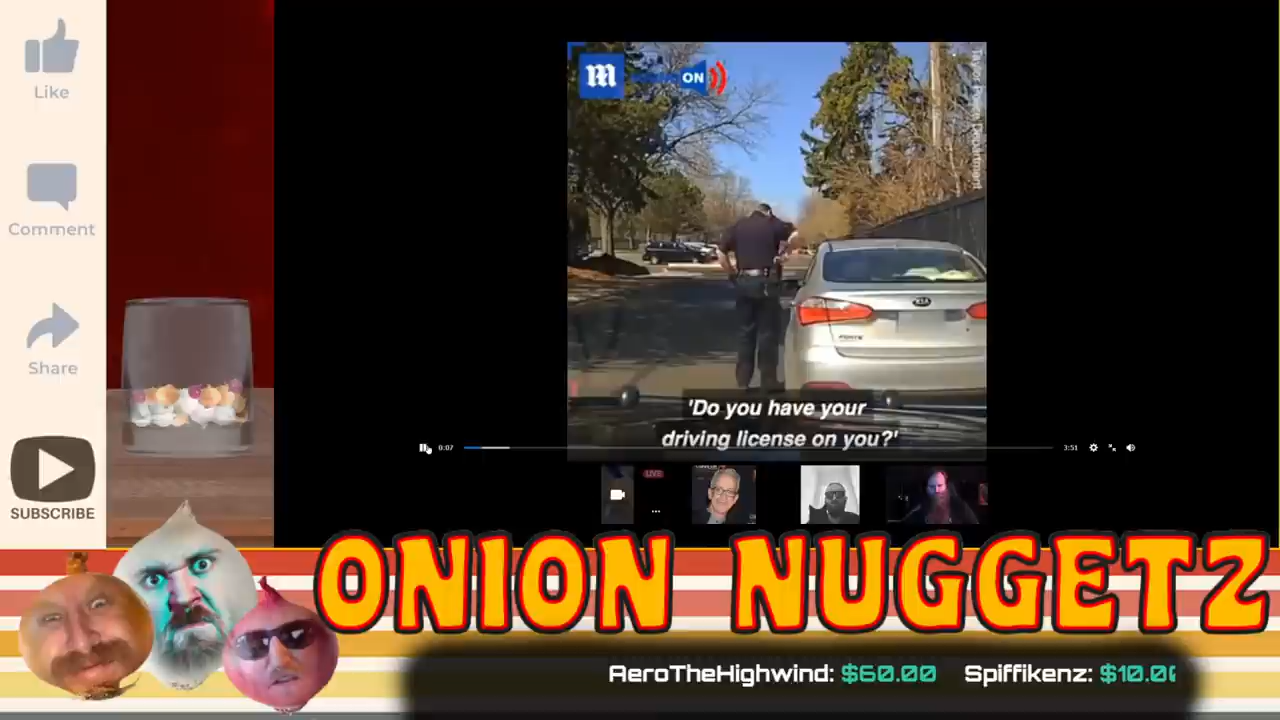 Like
Comment
Share
SUBSCRIBE
m
ON
'Do you have your
driving license on you?'
0:07
3:51
KIA
LIVE
...
ONION NUGGETZ
AeroTheHighwind: $60.00 Spiffikenz: $10.00